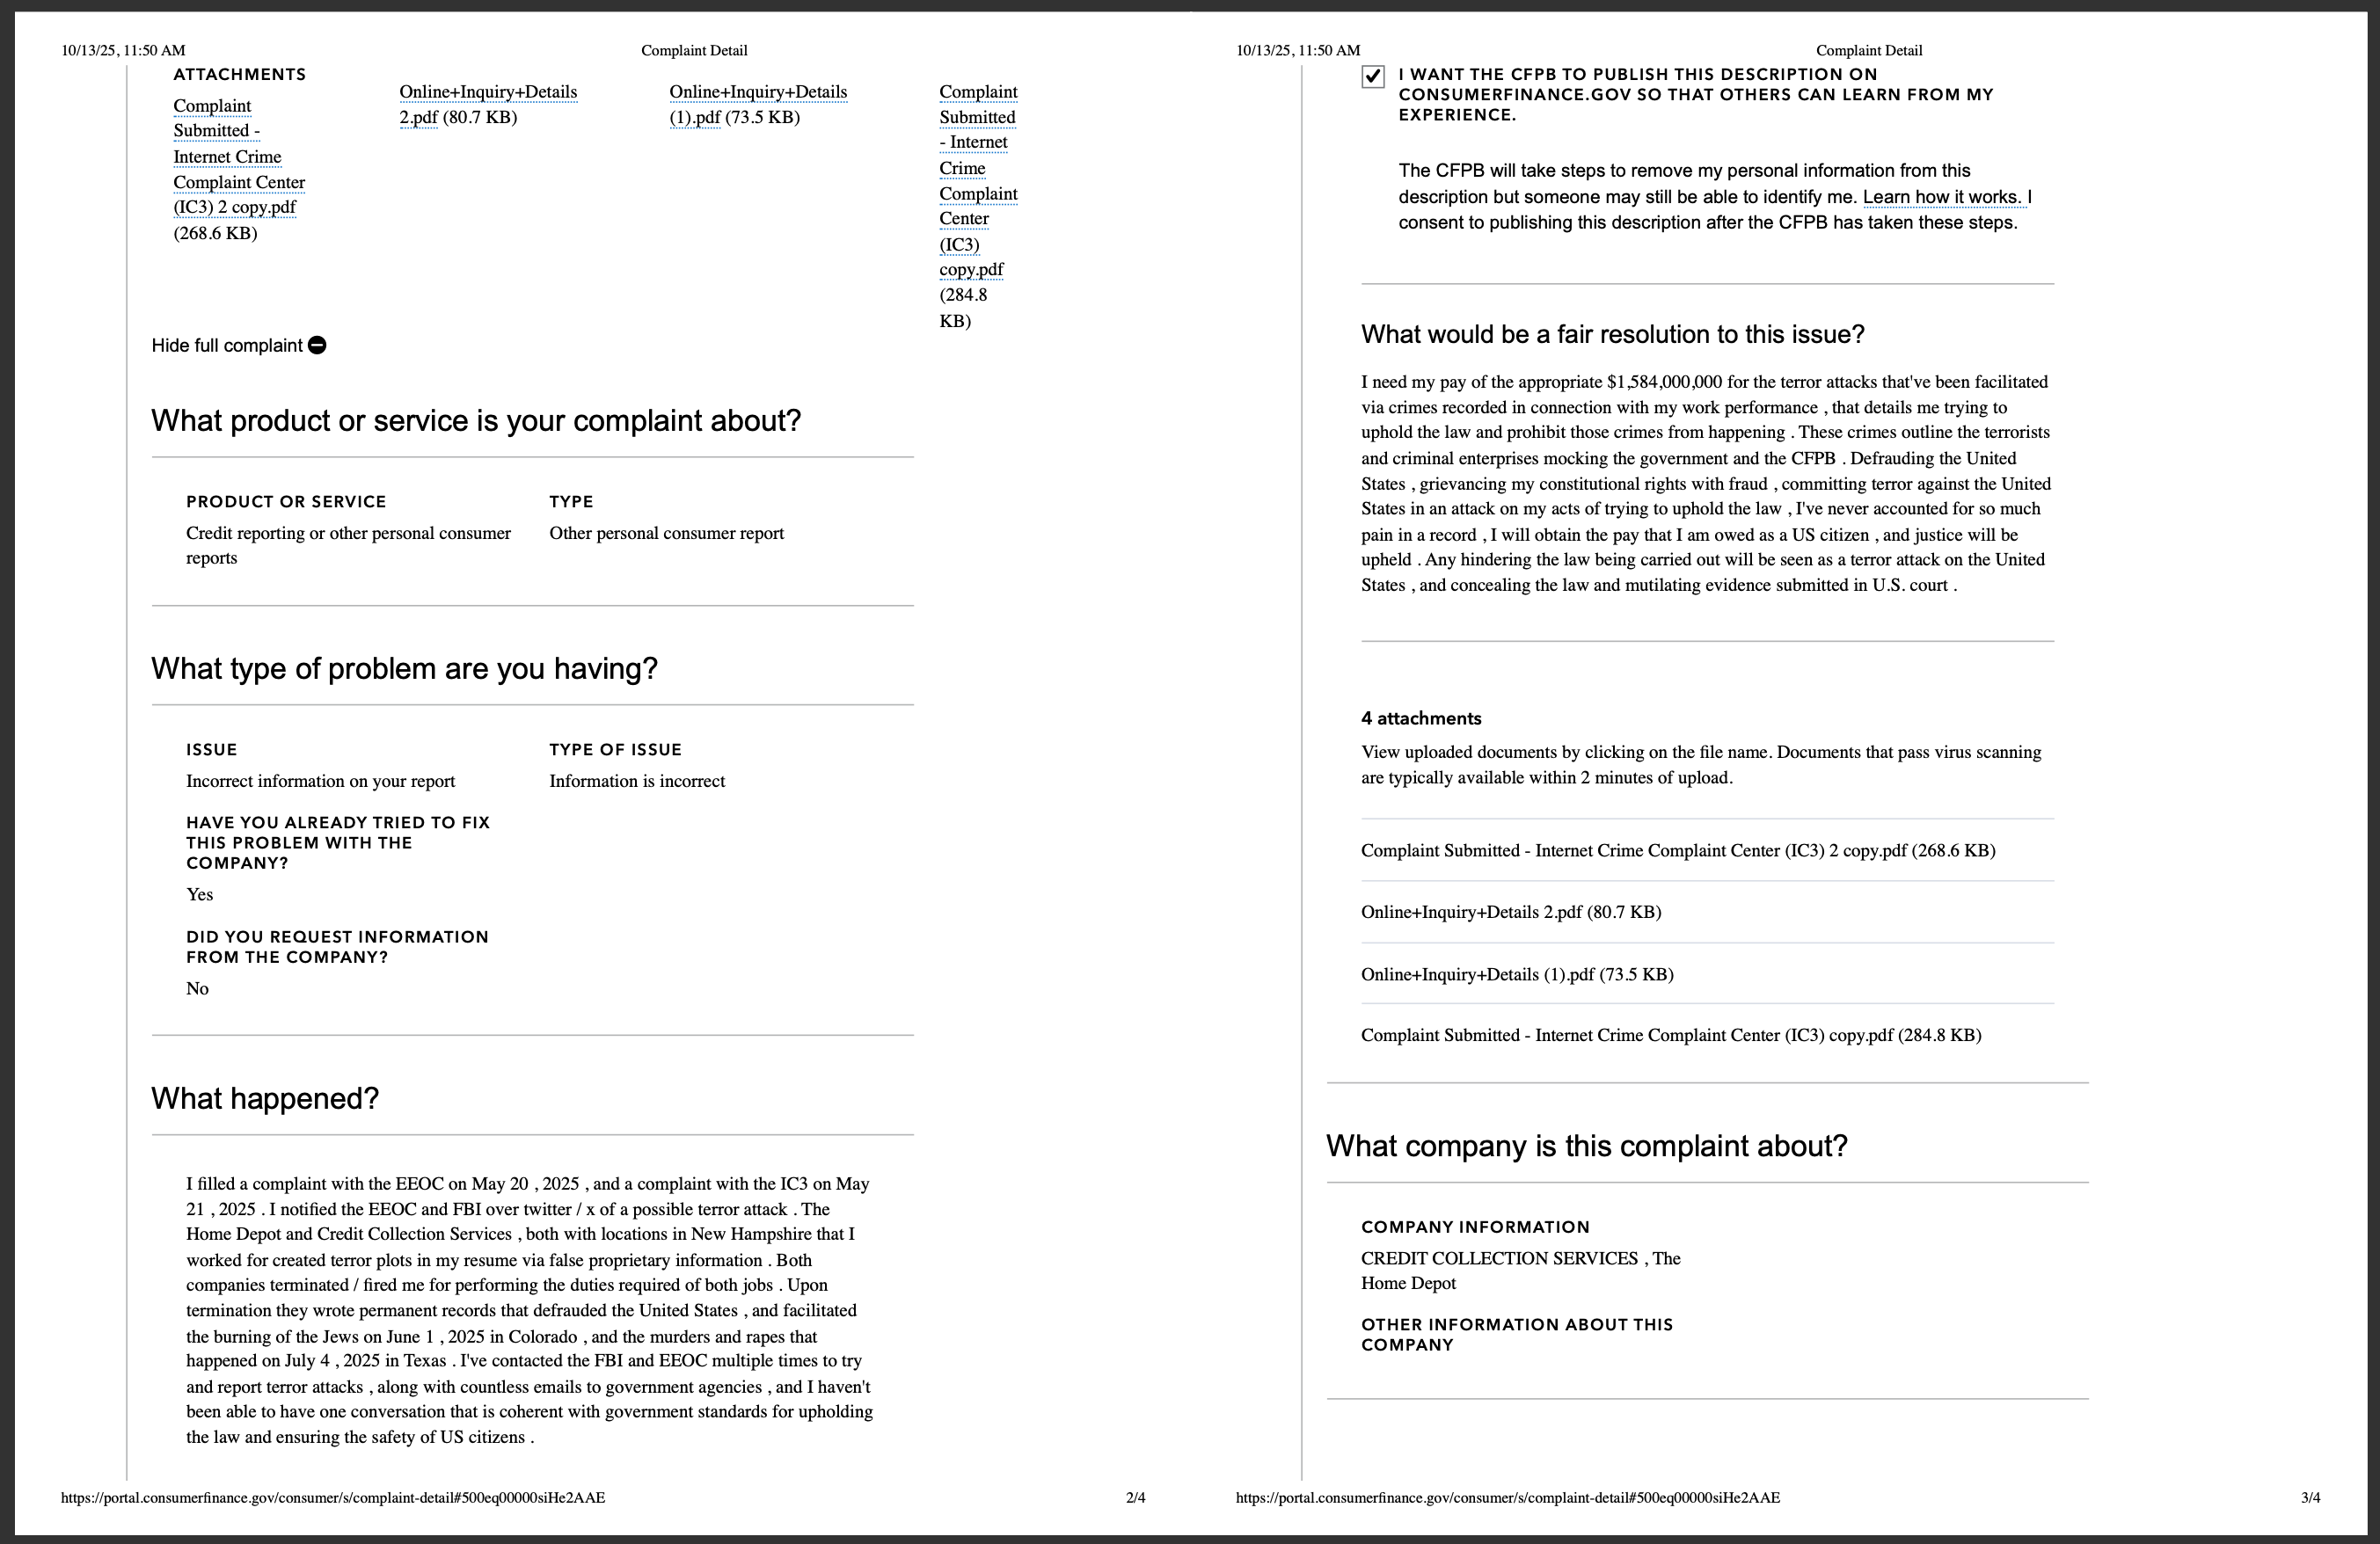 10/13/25, 11:50 AM
Complaint Detail
ATTACHMENTS
Complaint
Submitted -
Internet Crime
Complaint Center
(IC3) 2 copy.pdf
(268.6 KB)
Online+Inquiry+Details
2.pdf (80.7 KB)
Online+Inquiry+Details
(1).pdf (73.5 KB)
Complaint
Submitted
- Internet
Crime
Complaint
Center
(IC3)
copy.pdf
(284.8
KB)
Hide full complaint
What product or service is your complaint about?
PRODUCT OR SERVICE
Credit reporting or other personal consumer
reports
TYPE
Other personal consumer report
What type of problem are you having?
ISSUE
Incorrect information on your report
TYPE OF ISSUE
Information is incorrect
HAVE YOU ALREADY TRIED TO FIX
THIS PROBLEM WITH THE
COMPANY?
Yes
DID YOU REQUEST INFORMATION
FROM THE COMPANY?
No
What happened?
I filled a complaint with the EEOC on May 20 , 2025 , and a complaint with the IC3 on May
21 , 2025 . I notified the EEOC and FBI over twitter / x of a possible terror attack . The
Home Depot and Credit Collection Services , both with locations in New Hampshire that I
worked for created terror plots in my resume via false proprietary information . Both
companies terminated / fired me for performing the duties required of both jobs . Upon
termination they wrote permanent records that defrauded the United States , and facilitated
the burning of the Jews on June 1 , 2025 in Colorado , and the murders and rapes that
happened on July 4 , 2025 in Texas . I've contacted the FBI and EEOC multiple times to try
and report terror attacks , along with countless emails to government agencies , and I haven't
been able to have one conversation that is coherent with government standards for upholding
the law and ensuring the safety of US citizens .
https://portal.consumerfinance.gov/consumer/s/complaint-detail#500eq00000siHe2AAE
2/4
10/13/25, 11:50 AM
Complaint Detail
I WANT THE CFPB TO PUBLISH THIS DESCRIPTION ON
CONSUMERFINANCE.GOV SO THAT OTHERS CAN LEARN FROM MY
EXPERIENCE.
The CFPB will take steps to remove my personal information from this
description but someone may still be able to identify me. Learn how it works. I
consent to publishing this description after the CFPB has taken these steps.
What would be a fair resolution to this issue?
I need my pay of the appropriate $1,584,000,000 for the terror attacks that've been facilitated
via crimes recorded in connection with my work performance , that details me trying to
uphold the law and prohibit those crimes from happening . These crimes outline the terrorists
and criminal enterprises mocking the government and the CFPB . Defrauding the United
States , grievancing my constitutional rights with fraud , committing terror against the United
States in an attack on my acts of trying to uphold the law , I've never accounted for so much
pain in a record , I will obtain the pay that I am owed as a US citizen , and justice will be
upheld . Any hindering the law being carried out will be seen as a terror attack on the United
States , and concealing the law and mutilating evidence submitted in U.S. court .
4 attachments
View uploaded documents by clicking on the file name. Documents that pass virus scanning
are typically available within 2 minutes of upload.
Complaint Submitted - Internet Crime Complaint Center (IC3) 2 copy.pdf (268.6 KB)
Online+Inquiry+Details 2.pdf (80.7 KB)
Online+Inquiry+Details (1).pdf (73.5 KB)
Complaint Submitted - Internet Crime Complaint Center (IC3) copy.pdf (284.8 KB)
What company is this complaint about?
COMPANY INFORMATION
CREDIT COLLECTION SERVICES , The
Home Depot
OTHER INFORMATION ABOUT THIS
COMPANY
https://portal.consumerfinance.gov/consumer/s/complaint-detail#500eq00000siHe2AAE
3/4